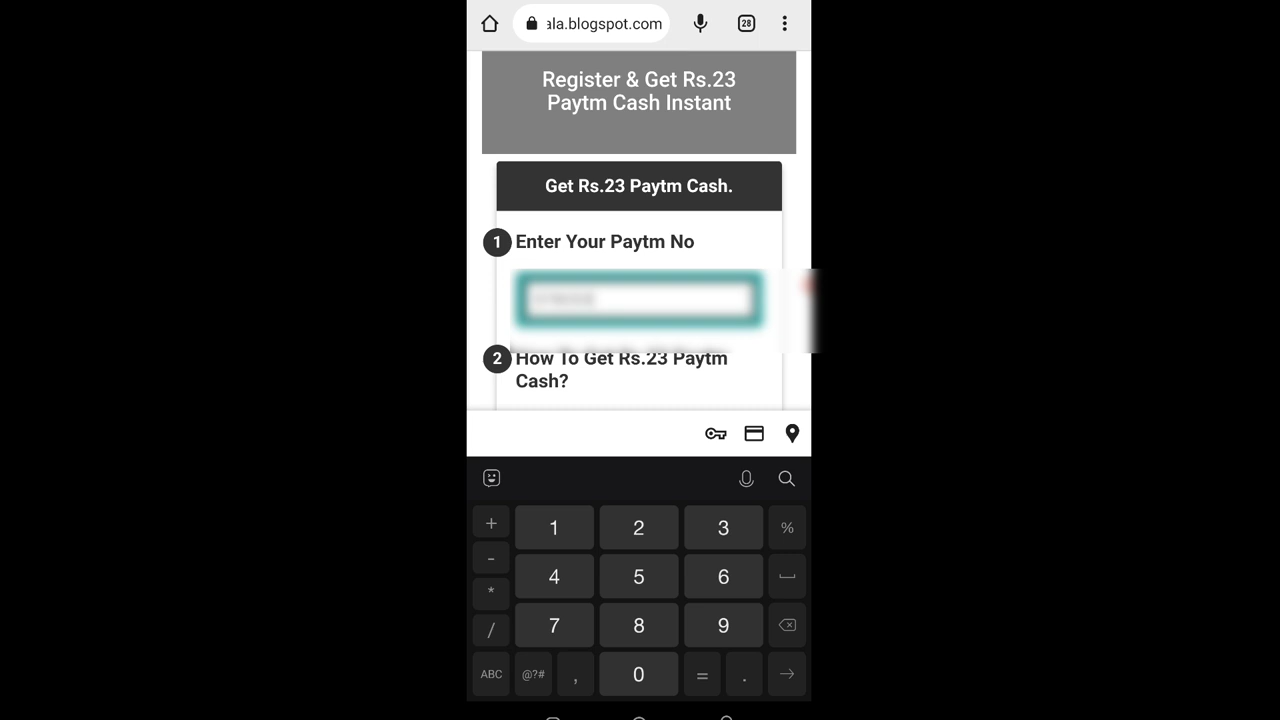 ala.blogspot.com
28
Register & Get Rs.23
Paytm Cash Instant
Get Rs.23 Paytm Cash.
1 Enter Your Paytm No
2 How To Get Rs.23 Paytm
Cash?
+ 1 2 3 %
- 4 5 6
* 7 8 9
/
ABC @?# , 0 = .